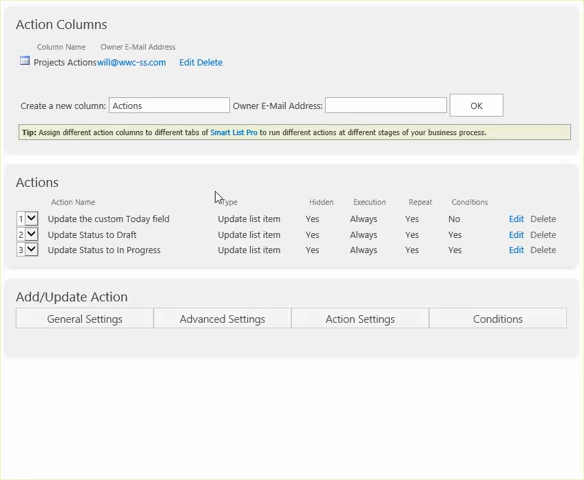 Action Columns
Column Name Owner E-Mail Address
Projects Actions will@wwc-ss.com Edit Delete
Create a new column: Actions Owner E-Mail Address: OK
Tip: Assign different action columns to different tabs of Smart List Pro to run different actions at different stages of your business process.
Actions
Action Name Type Hidden Execution Repeat Conditions
1 Update the custom Today field Update list item Yes Always Yes No Edit Delete
2 Update Status to Draft Update list item Yes Always Yes Yes Edit Delete
3 Update Status to In Progress Update list item Yes Always Yes Yes Edit Delete
Add/Update Action
General Settings Advanced Settings Action Settings Conditions